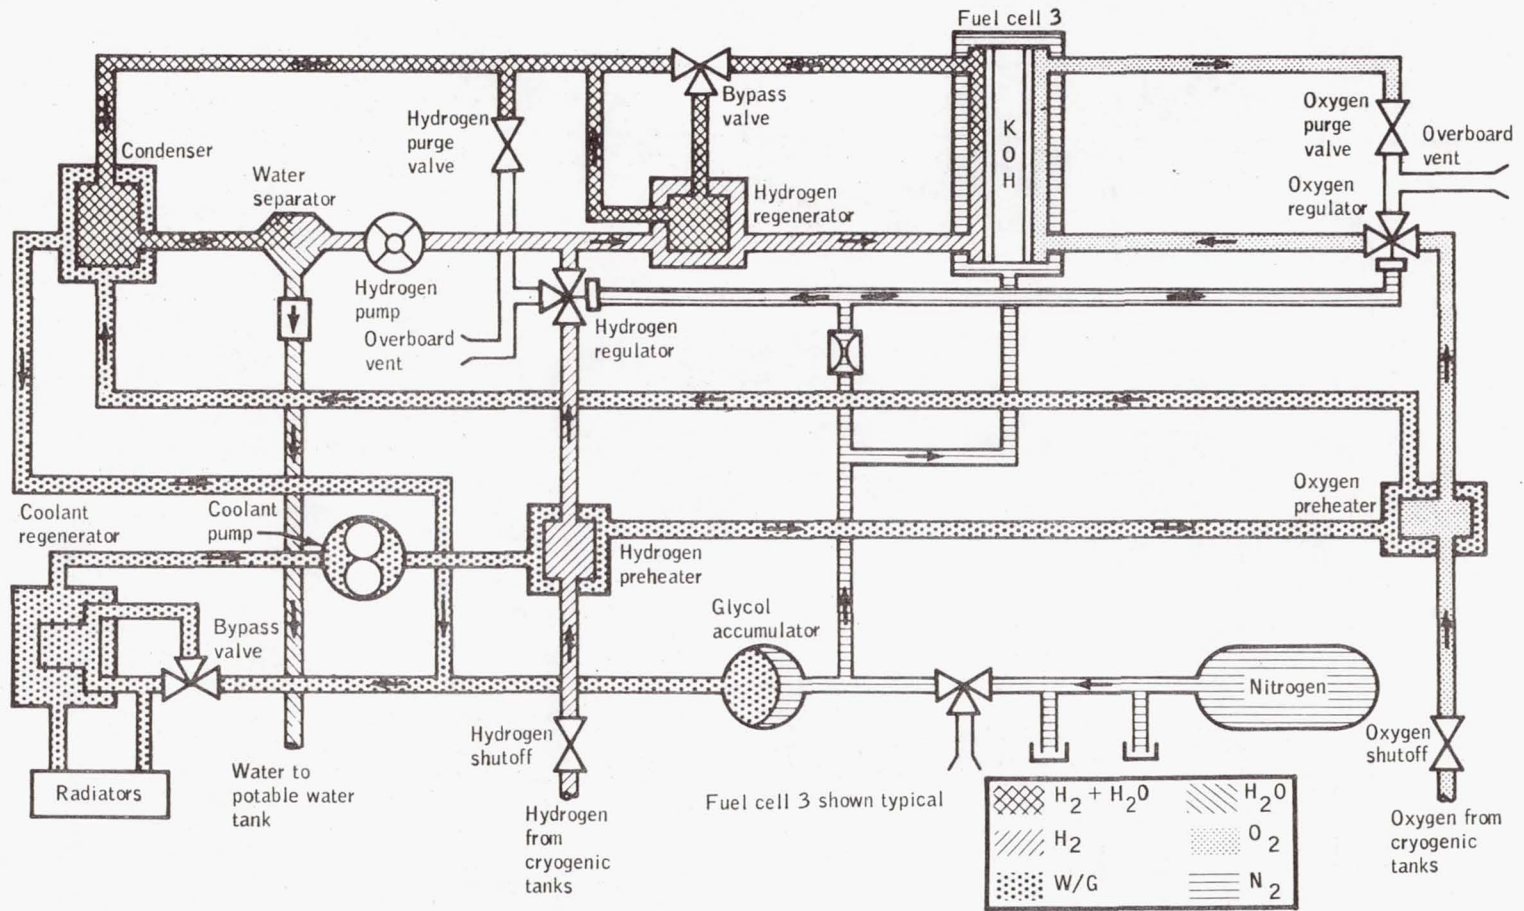 Fuel cell 3
Bypass
valve
Hydrogen
purge
valve
Oxygen
purge
valve
Overboard
vent
Condenser
Water
separator
K
O
H
Hydrogen
regenerator
Oxygen
regulator
Hydrogen
pump
Overboard
vent
Hydrogen
regulator
Coolant
regenerator
Coolant
pump
Hydrogen
preheater
Oxygen
preheater
Bypass
valve
Glycol
accumulator
Nitrogen
Hydrogen
shutoff
Oxygen
shutoff
Radiators
Water to
potable water
tank
Fuel cell 3 shown typical
Hydrogen
from
cryogenic
tanks
Oxygen from
cryogenic
tanks
H2 + H2O
H2O
H2
O2
W/G
N2